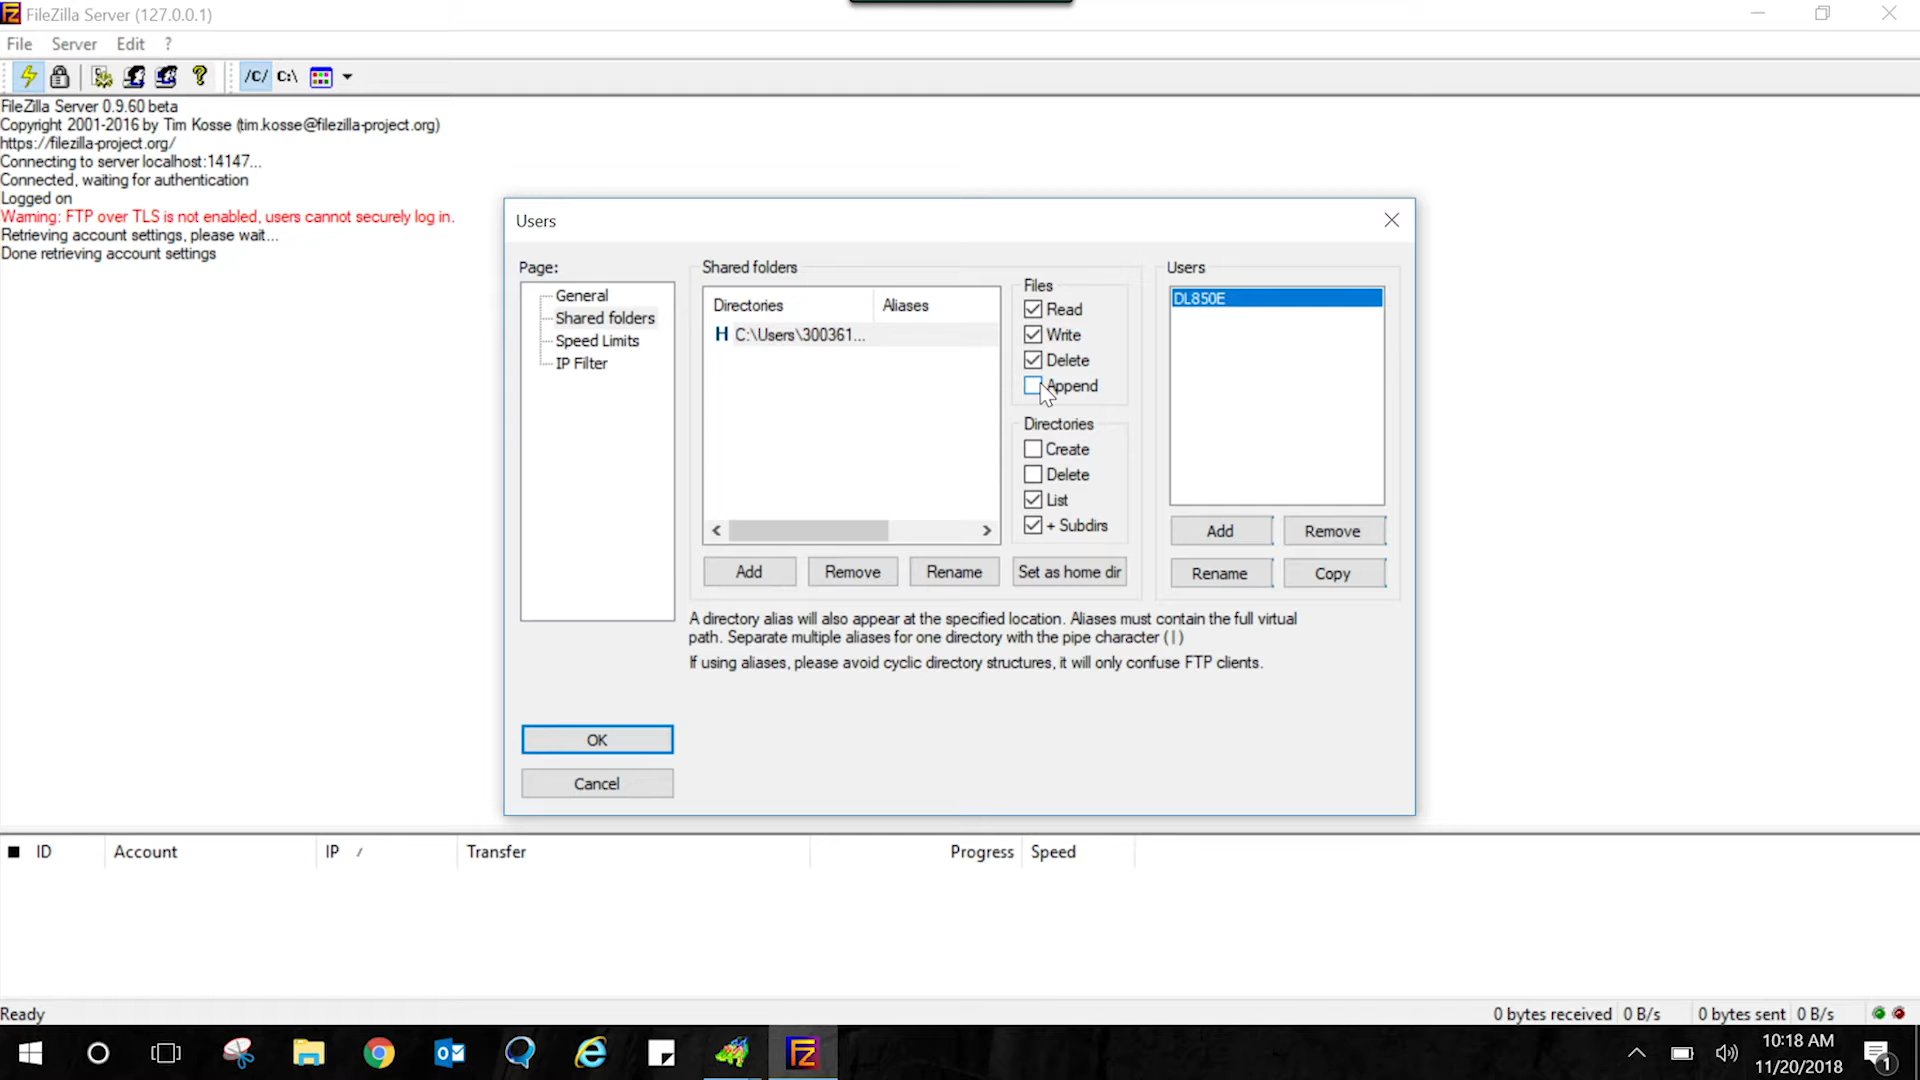 FileZilla Server (127.0.0.1)
File Server Edit ?
/C/ C:\
FileZilla Server 0.9.60 beta
Copyright 2001-2016 by Tim Kosse (tim.kosse@filezilla-project.org)
https://filezilla-project.org/
Connecting to server localhost:14147...
Connected, waiting for authentication
Logged on
Warning: FTP over TLS is not enabled, users cannot securely log in.
Retrieving account settings, please wait...
Done retrieving account settings
Users
Page:
General
Shared folders
Speed Limits
IP Filter
OK
Cancel
Shared folders
Directories Aliases
H C:\Users\300361...
Add Remove Rename Set as home dir
Files
Read
Write
Delete
Append
Directories
Create
Delete
List
+ Subdirs
Users
DL850E
Add Remove
Rename Copy
A directory alias will also appear at the specified location. Aliases must contain the full virtual
path. Separate multiple aliases for one directory with the pipe character (|)
If using aliases, please avoid cyclic directory structures, it will only confuse FTP clients.
ID Account IP / Transfer Progress Speed
Ready 0 bytes received 0 B/s 0 bytes sent 0 B/s
10:18 AM
11/20/2018
1